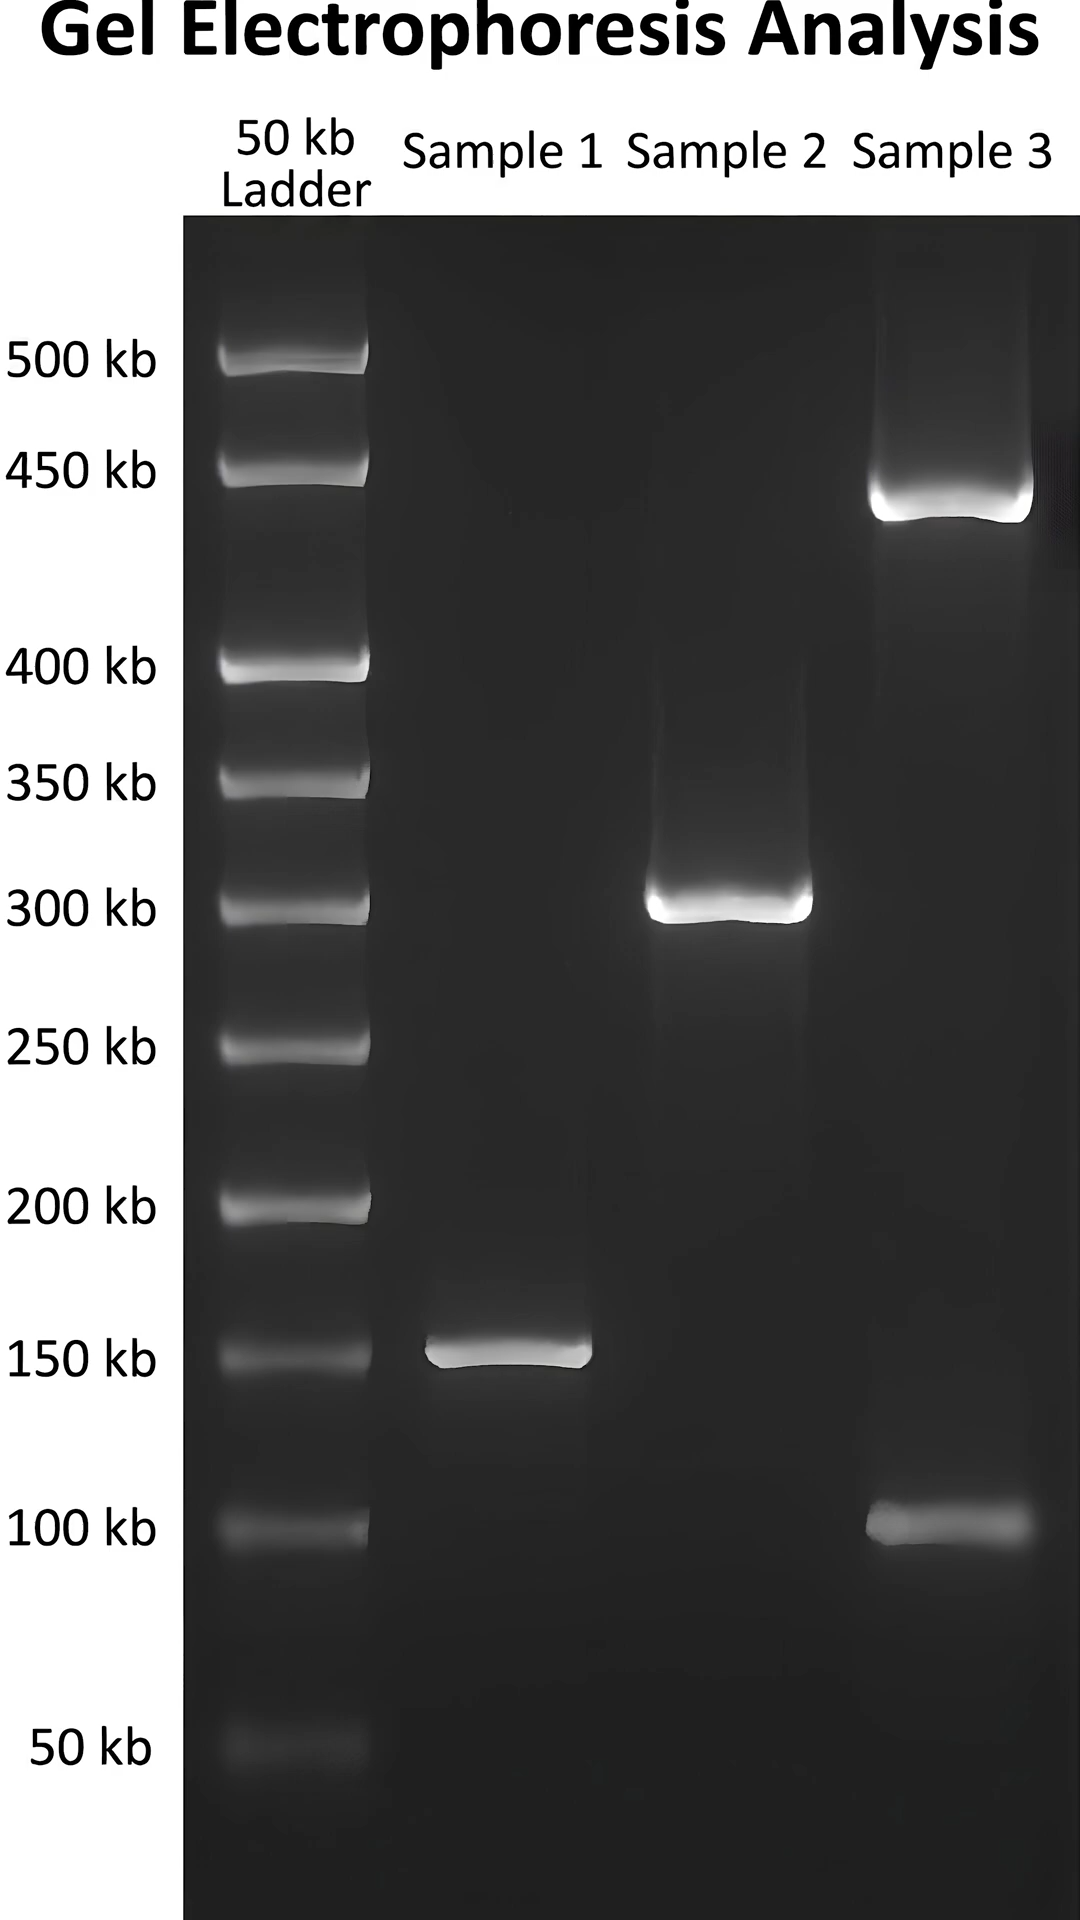 Gel Electrophoresis Analysis
50 kb
Ladder
Sample 1
Sample 2
Sample 3
500 kb
450 kb
400 kb
350 kb
300 kb
250 kb
200 kb
150 kb
100 kb
50 kb